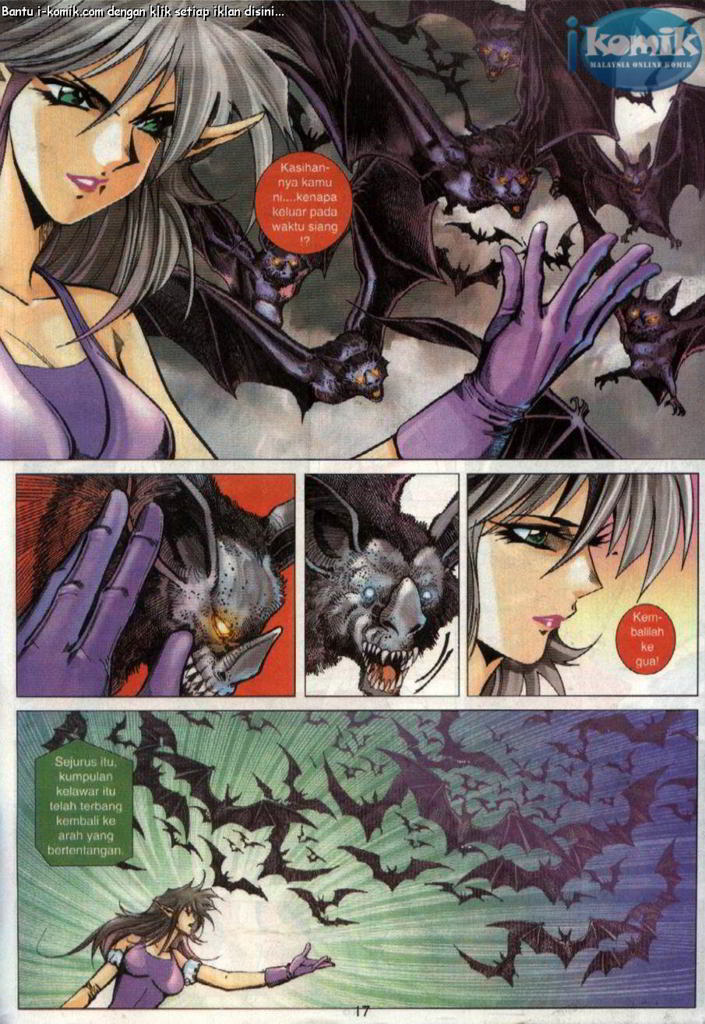 Bantu i-komik.com dengan klik setiap iklan disini...
i komik
MALAYSIA ONLINE KOMIK
Kasihan-
nya kamu
ni....kenapa
keluar pada
waktu siang
!?
Kem-
balilah
ke
gua!
Sejurus itu,
kumpulan
kelawar itu
telah terbang
kembali ke
arah yang
bertentangan.
17